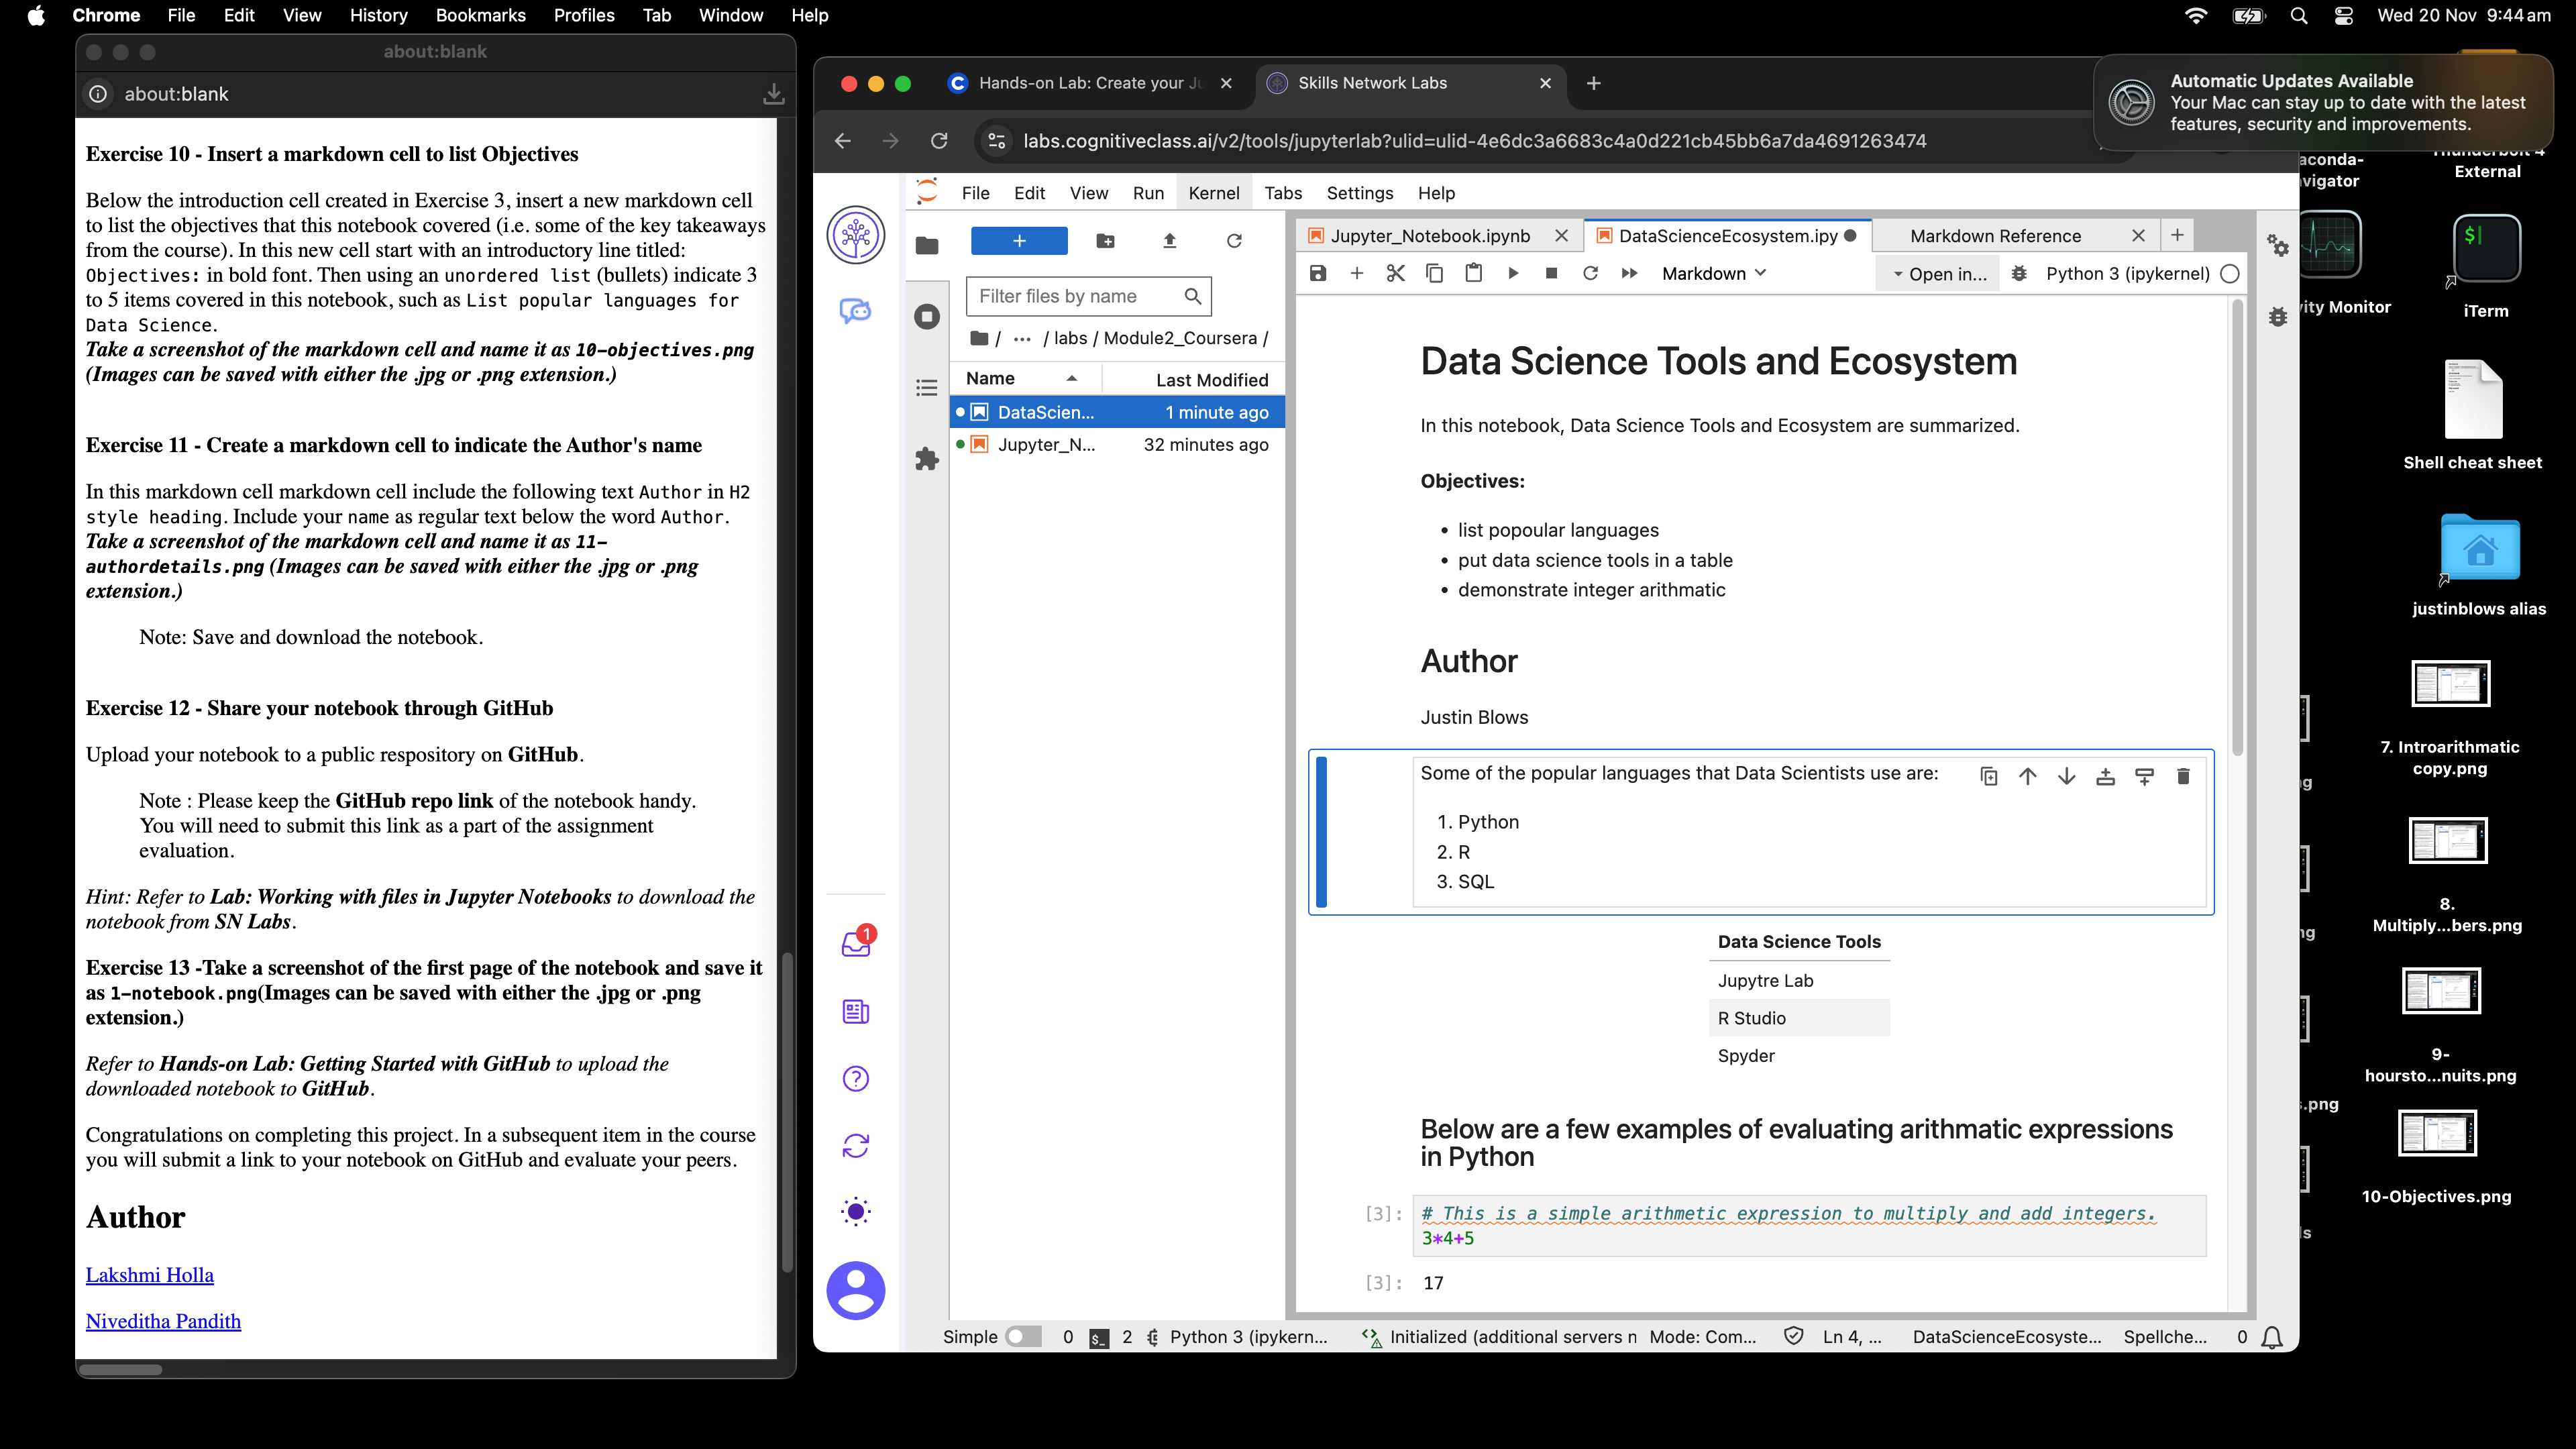 Chrome File Edit View History Bookmarks Profiles Tab Window Help
Wed 20 Nov 9:44 am
about:blank
about:blank
Exercise 10 - Insert a markdown cell to list Objectives
Below the introduction cell created in Exercise 3, insert a new markdown cell
to list the objectives that this notebook covered (i.e. some of the key takeaways
from the course). In this new cell start with an introductory line titled:
Objectives: in bold font. Then using an unordered list (bullets) indicate 3
to 5 items covered in this notebook, such as List popular languages for
Data Science.
Take a screenshot of the markdown cell and name it as 10-objectives.png
(Images can be saved with either the .jpg or .png extension.)
Exercise 11 - Create a markdown cell to indicate the Author's name
In this markdown cell markdown cell include the following text Author in H2
style heading. Include your name as regular text below the word Author.
Take a screenshot of the markdown cell and name it as 11-
authordetails.png (Images can be saved with either the .jpg or .png
extension.)
Note: Save and download the notebook.
Exercise 12 - Share your notebook through GitHub
Upload your notebook to a public respository on GitHub.
Note : Please keep the GitHub repo link of the notebook handy.
You will need to submit this link as a part of the assignment
evaluation.
Hint: Refer to Lab: Working with files in Jupyter Notebooks to download the
notebook from SN Labs.
Exercise 13 -Take a screenshot of the first page of the notebook and save it
as 1-notebook.png(Images can be saved with either the .jpg or .png
extension.)
Refer to Hands-on Lab: Getting Started with GitHub to upload the
downloaded notebook to GitHub.
Congratulations on completing this project. In a subsequent item in the course
you will submit a link to your notebook on GitHub and evaluate your peers.
Author
Lakshmi Holla
Niveditha Pandith
Hands-on Lab: Create your Ju
Skills Network Labs
labs.cognitiveclass.ai/v2/tools/jupyterlab?ulid=ulid-4e6dc3a6683c4a0d221cb45bb6a7da4691263474
File Edit View Run Kernel Tabs Settings Help
Filter files by name
/ ... / labs / Module2_Coursera /
Name Last Modified
DataScien... 1 minute ago
Jupyter_N... 32 minutes ago
1
Jupyter_Notebook.ipynb
DataScienceEcosystem.ipy
Markdown Reference
Markdown
Open in...
Python 3 (ipykernel)
Data Science Tools and Ecosystem
In this notebook, Data Science Tools and Ecosystem are summarized.
Objectives:
• list popoular languages
• put data science tools in a table
• demonstrate integer arithmatic
Author
Justin Blows
Some of the popular languages that Data Scientists use are:
1. Python
2. R
3. SQL
Data Science Tools
Jupytre Lab
R Studio
Spyder
Below are a few examples of evaluating arithmatic expressions
in Python
[3]: # This is a simple arithmetic expression to multiply and add integers.
3*4+5
[3]: 17
Simple 0 $_ 2 Python 3 (ipykern... Initialized (additional servers n Mode: Com... Ln 4, ... DataScienceEcosyste... Spellche... 0
Automatic Updates Available
Your Mac can stay up to date with the latest
features, security and improvements.
aconda-
vigator
External
ity Monitor
$
iTerm
Shell cheat sheet
justinblows alias
7. Introarithmatic
copy.png
8.
Multiply...bers.png
9-
hoursto...nuits.png
.png
10-Objectives.png